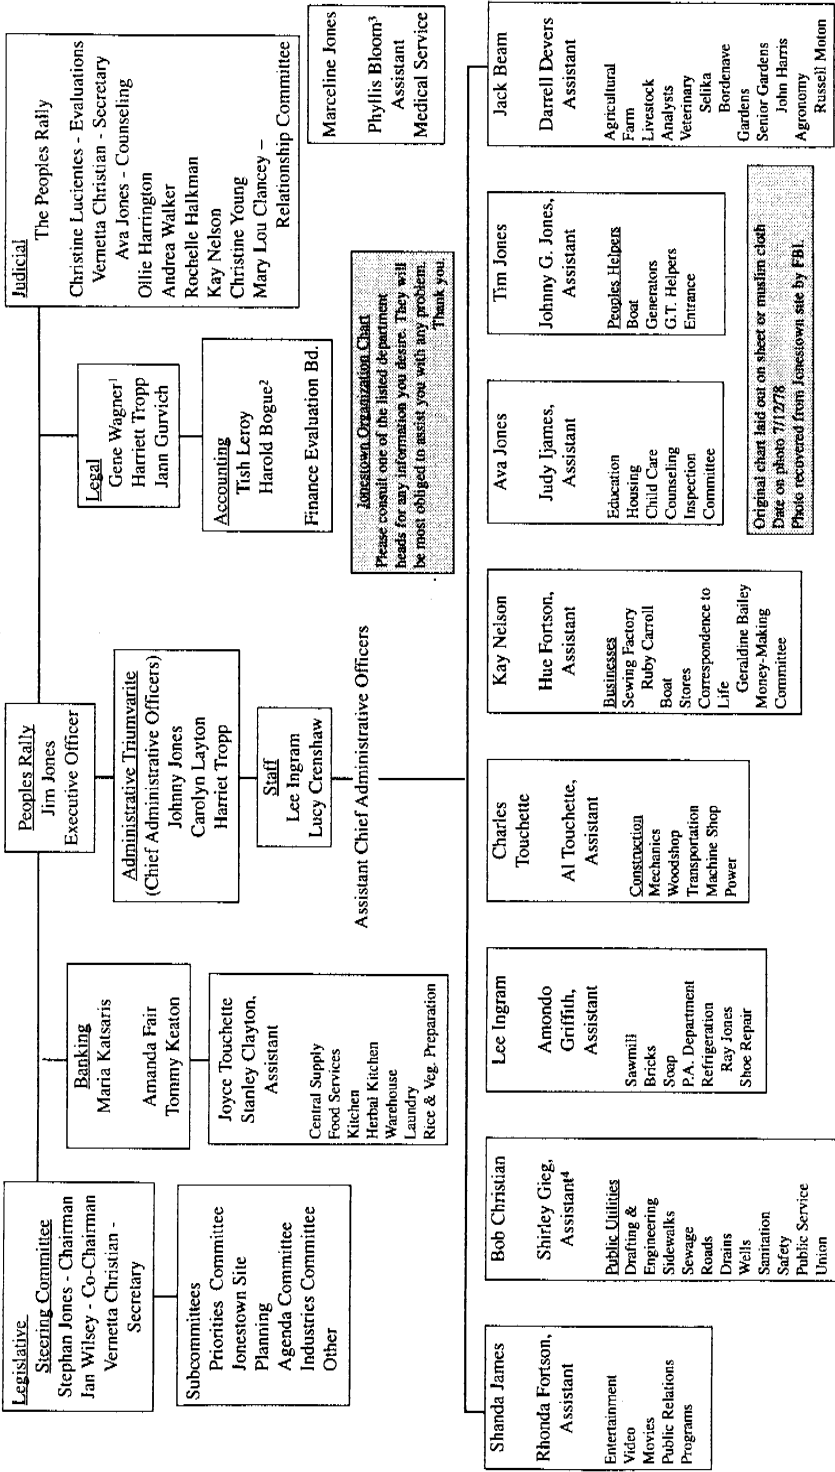 Legislative
Steering Committee
Stephan Jones - Chairman
Jan Wilsey - Co-Chairman
Vernetta Christian -
Secretary
Subcommittees
Priorities Committee
Jonestown Site
Planning
Agenda Committee
Industries Committee
Other
Banking
Maria Katsaris
Amanda Fair
Tommy Keaton
Joyce Touchette
Stanley Clayton,
Assistant
Central Supply
Food Services
Kitchen
Herbal Kitchen
Warehouse
Laundry
Rice & Veg. Preparation
Peoples Rally
Jim Jones
Executive Officer
Administrative Triumvarite
(Chief Administrative Officers)
Johnny Jones
Carolyn Layton
Harriet Tropp
Staff
Lee Ingram
Lucy Crenshaw
Assistant Chief Administrative Officers
Legal
Gene Wagner¹
Harriett Tropp
Jann Gurvich
Accounting
Tish Leroy
Harold Bogue²
Finance Evaluation Bd.
Judicial
The Peoples Rally
Christine Lucientes - Evaluations
Vernetta Christian - Secretary
Ava Jones - Counseling
Ollie Harrington
Andrea Walker
Rochelle Halkman
Kay Nelson
Christine Young
Mary Lou Clancey –
Relationship Committee
Marceline Jones
Phyllis Bloom³
Assistant
Medical Service
Jonestown Organization Chart
Please consult one of the listed department
heads for any information you desire. They will
be most obliged to assist you with any problem.
Thank you.
Shanda James
Rhonda Fortson,
Assistant
Entertainment
Video
Movies
Public Relations
Programs
Bob Christian
Shirley Gieg,
Assistant⁴
Public Utilities
Drafting &
Engineering
Sidewalks
Sewage
Roads
Drains
Wells
Sanitation
Safety
Public Service
Union
Lee Ingram
Amondo
Griffith,
Assistant
Sawmill
Bricks
Soap
P.A. Department
Refrigeration
Ray Jones
Shoe Repair
Charles
Touchette
Al Touchette,
Assistant
Construction
Mechanics
Woodshop
Transportation
Machine Shop
Power
Kay Nelson
Hue Fortson,
Assistant
Businesses
Sewing Factory
Ruby Carroll
Boat
Stores
Correspondence to
Life
Geraldine Bailey
Money-Making
Committee
Ava Jones
Judy Ijames,
Assistant
Education
Housing
Child Care
Counseling
Inspection
Committee
Tim Jones
Johnny G. Jones,
Assistant
Peoples Helpers
Boat
Generators
G.T. Helpers
Entrance
Jack Beam
Darrell Devers
Assistant
Agricultural
Farm
Livestock
Analysts
Veterinary
Selika
Bordenave
Gardens
Senior Gardens
John Harris
Agronomy
Russell Moton
Original chart laid out on sheet or muslim cloth
Date on photo 7/12/78
Photo recovered from Jonestown site by FBI.